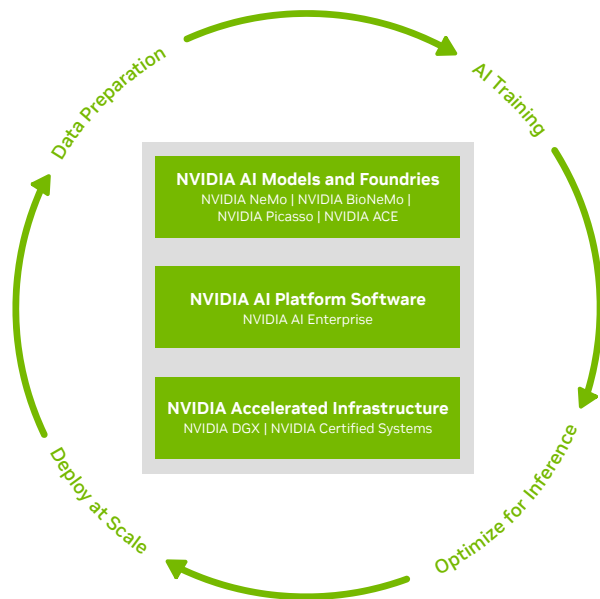 Data Preparation
AI Training
NVIDIA AI Models and Foundries
NVIDIA NeMo | NVIDIA BioNeMo |
NVIDIA Picasso | NVIDIA ACE
NVIDIA AI Platform Software
NVIDIA AI Enterprise
NVIDIA Accelerated Infrastructure
NVIDIA DGX | NVIDIA Certified Systems
Deploy at Scale
Optimize for Inference